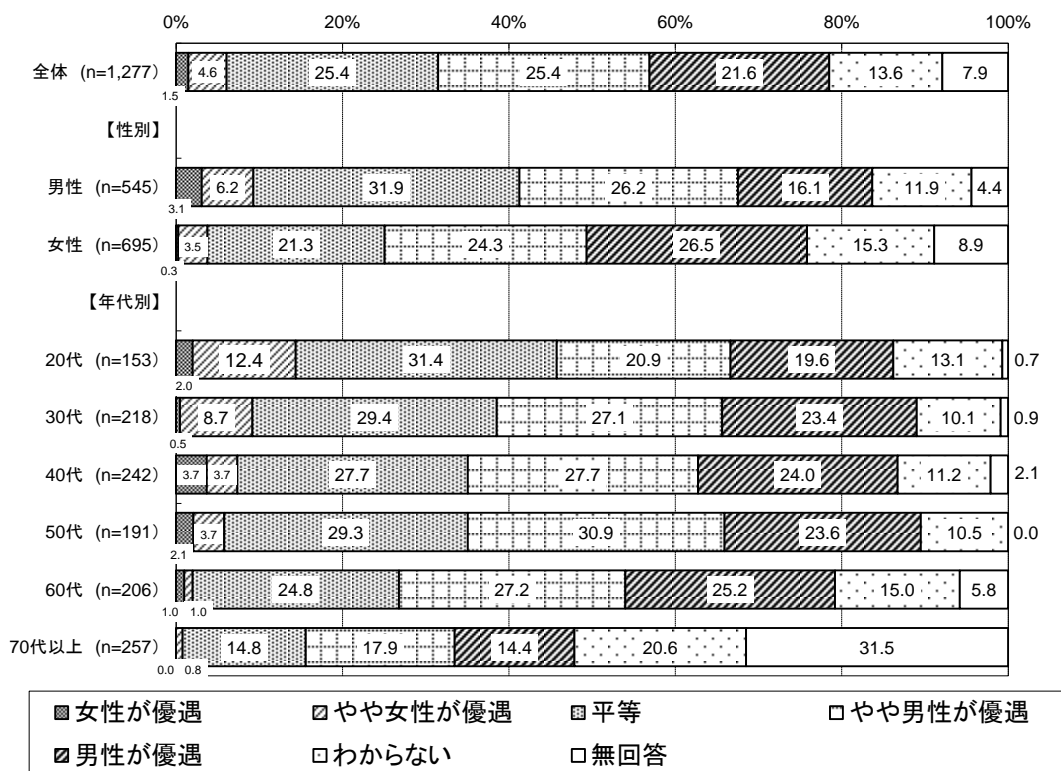 0% 20% 40% 60% 80% 100%
全体 (n=1,277) 1.5 4.6 25.4 25.4 21.6 13.6 7.9
【性別】
男性 (n=545) 3.1 6.2 31.9 26.2 16.1 11.9 4.4
女性 (n=695) 0.3 3.5 21.3 24.3 26.5 15.3 8.9
【年代別】
20代 (n=153) 2.0 12.4 31.4 20.9 19.6 13.1 0.7
30代 (n=218) 0.5 8.7 29.4 27.1 23.4 10.1 0.9
40代 (n=242) 3.7 3.7 27.7 27.7 24.0 11.2 2.1
50代 (n=191) 2.1 3.7 29.3 30.9 23.6 10.5 0.0
60代 (n=206) 1.0 1.0 24.8 27.2 25.2 15.0 5.8
70代以上 (n=257) 0.0 0.8 14.8 17.9 14.4 20.6 31.5
女性が優遇 やや女性が優遇 平等 やや男性が優遇
男性が優遇 わからない 無回答